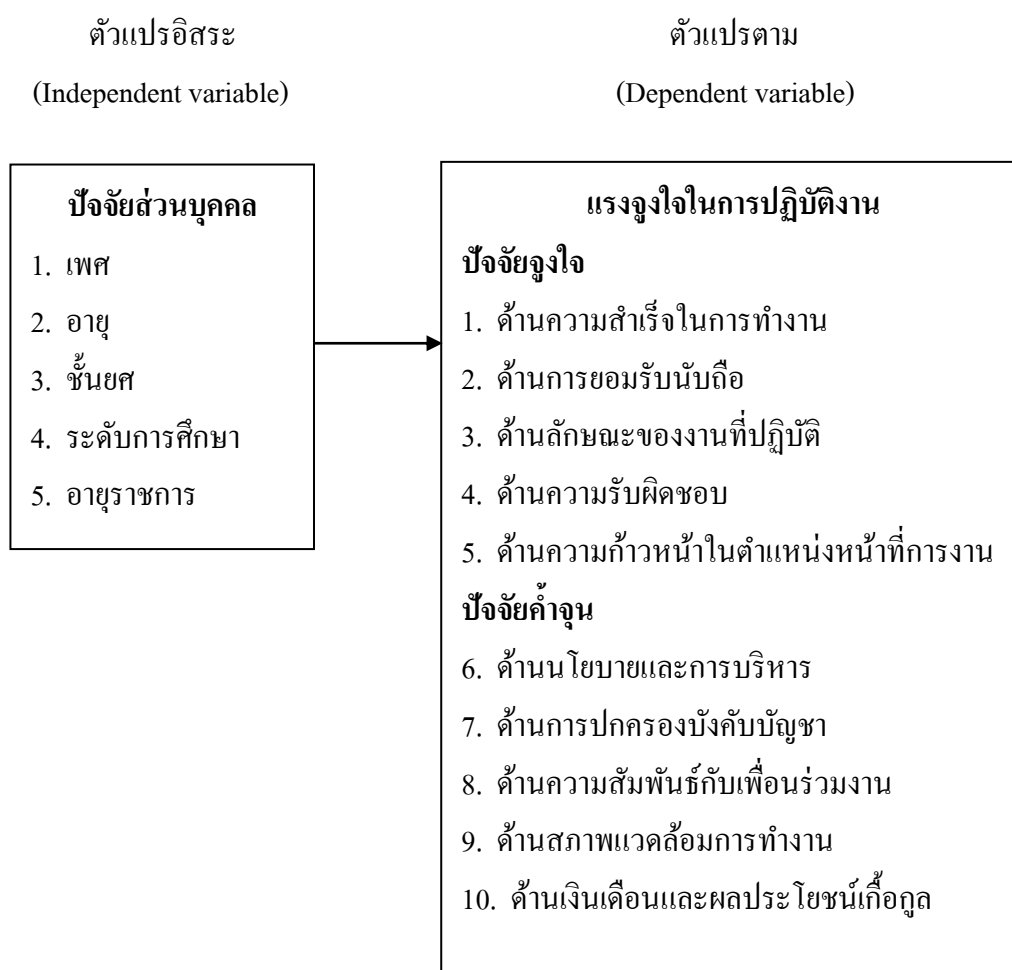 ตัวแปรอิสระ
(Independent variable)
ตัวแปรตาม
(Dependent variable)
ปัจจัยส่วนบุคคล
1. เพศ
2. อายุ
3. ชั้นยศ
4. ระดับการศึกษา
5. อายุราชการ
แรงจูงใจในการปฏิบัติงาน
ปัจจัยจูงใจ
1. ด้านความสำเร็จในการทำงาน
2. ด้านการยอมรับนับถือ
3. ด้านลักษณะของงานที่ปฏิบัติ
4. ด้านความรับผิดชอบ
5. ด้านความก้าวหน้าในตำแหน่งหน้าที่การงาน
ปัจจัยค้ำจุน
6. ด้านนโยบายและการบริหาร
7. ด้านการปกครองบังคับบัญชา
8. ด้านความสัมพันธ์กับเพื่อนร่วมงาน
9. ด้านสภาพแวดล้อมการทำงาน
10. ด้านเงินเดือนและผลประโยชน์เกื้อกูล